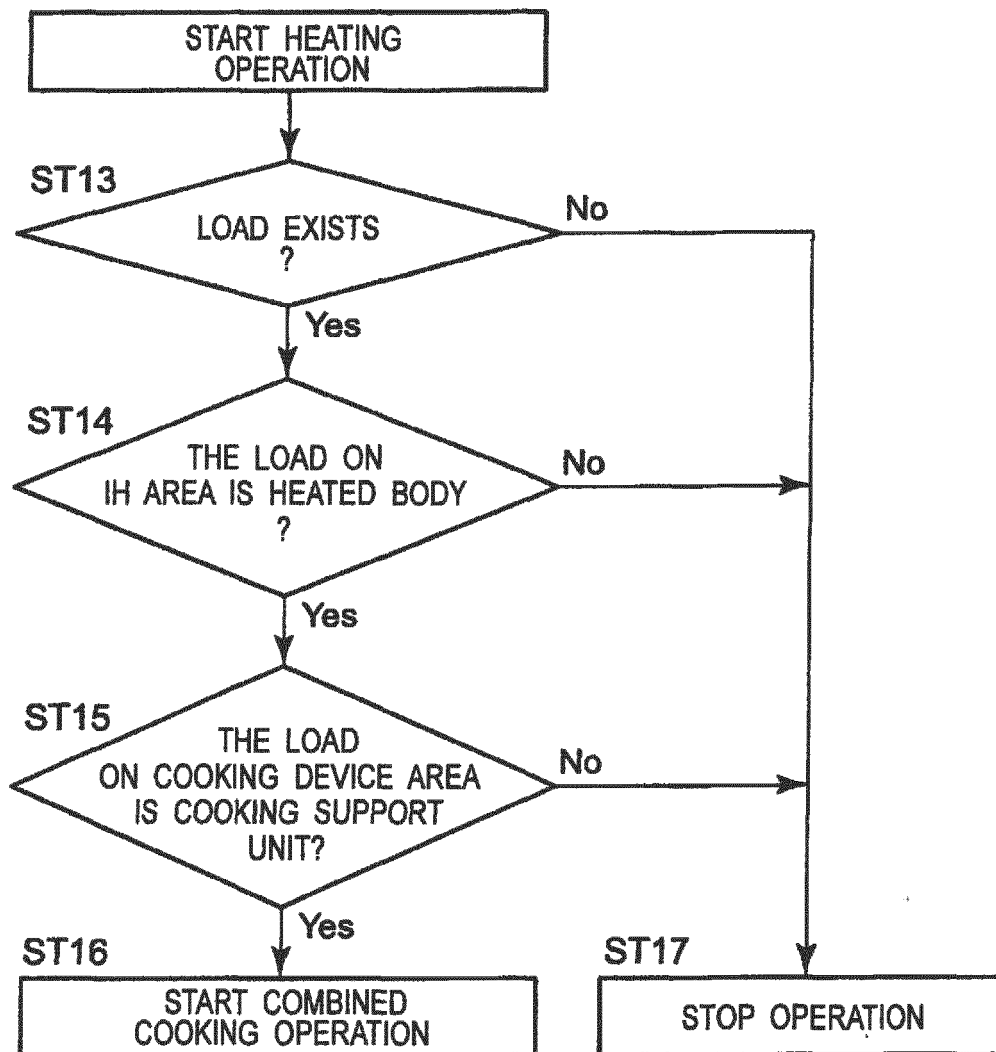 START HEATING
OPERATION
ST13
LOAD EXISTS
?
No
Yes
ST14
THE LOAD ON
IH AREA IS HEATED BODY
?
No
Yes
ST15
THE LOAD
ON COOKING DEVICE AREA
IS COOKING SUPPORT
UNIT?
No
Yes
ST16
START COMBINED
COOKING OPERATION
ST17
STOP OPERATION